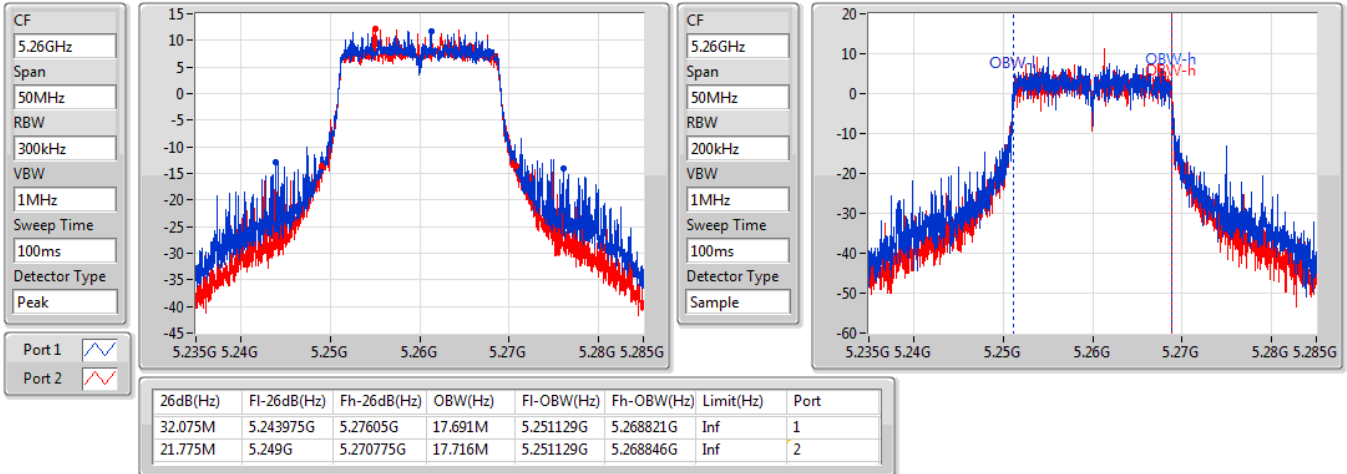 CF
5.26GHz
Span
50MHz
RBW
300kHz
VBW
1MHz
Sweep Time
100ms
Detector Type
Peak
Port 1
Port 2
15
10
5
0
-5
-10
-15
-20
-25
-30
-35
-40
-45
5.235G 5.24G 5.25G 5.26G 5.27G 5.28G 5.285G
CF
5.26GHz
Span
50MHz
RBW
200kHz
VBW
1MHz
Sweep Time
100ms
Detector Type
Sample
20
10
0
-10
-20
-30
-40
-50
-60
OBW-l
OBW-h
OBW-h
5.235G 5.24G 5.25G 5.26G 5.27G 5.28G 5.285G
26dB(Hz) Fl-26dB(Hz) Fh-26dB(Hz) OBW(Hz) Fl-OBW(Hz) Fh-OBW(Hz) Limit(Hz) Port
32.075M 5.243975G 5.27605G 17.691M 5.251129G 5.268821G Inf 1
21.775M 5.249G 5.270775G 17.716M 5.251129G 5.268846G Inf 2